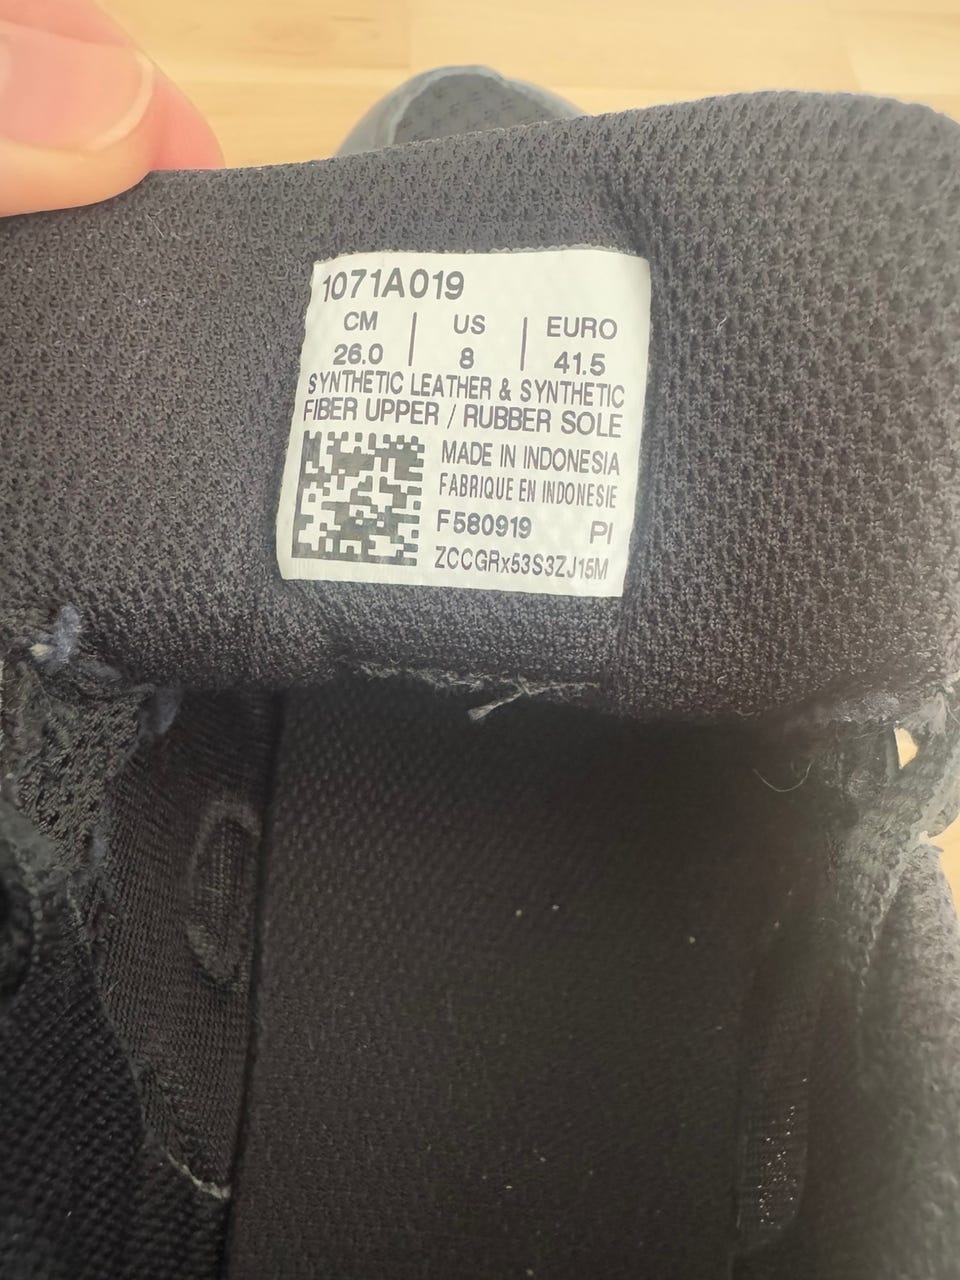 1071A019
CM | US | EURO
26.0 | 8 | 41.5
SYNTHETIC LEATHER & SYNTHETIC
FIBER UPPER / RUBBER SOLE
MADE IN INDONESIA
FABRIQUE EN INDONESIE
F580919 PI
ZCCGRx53S3ZJ15M